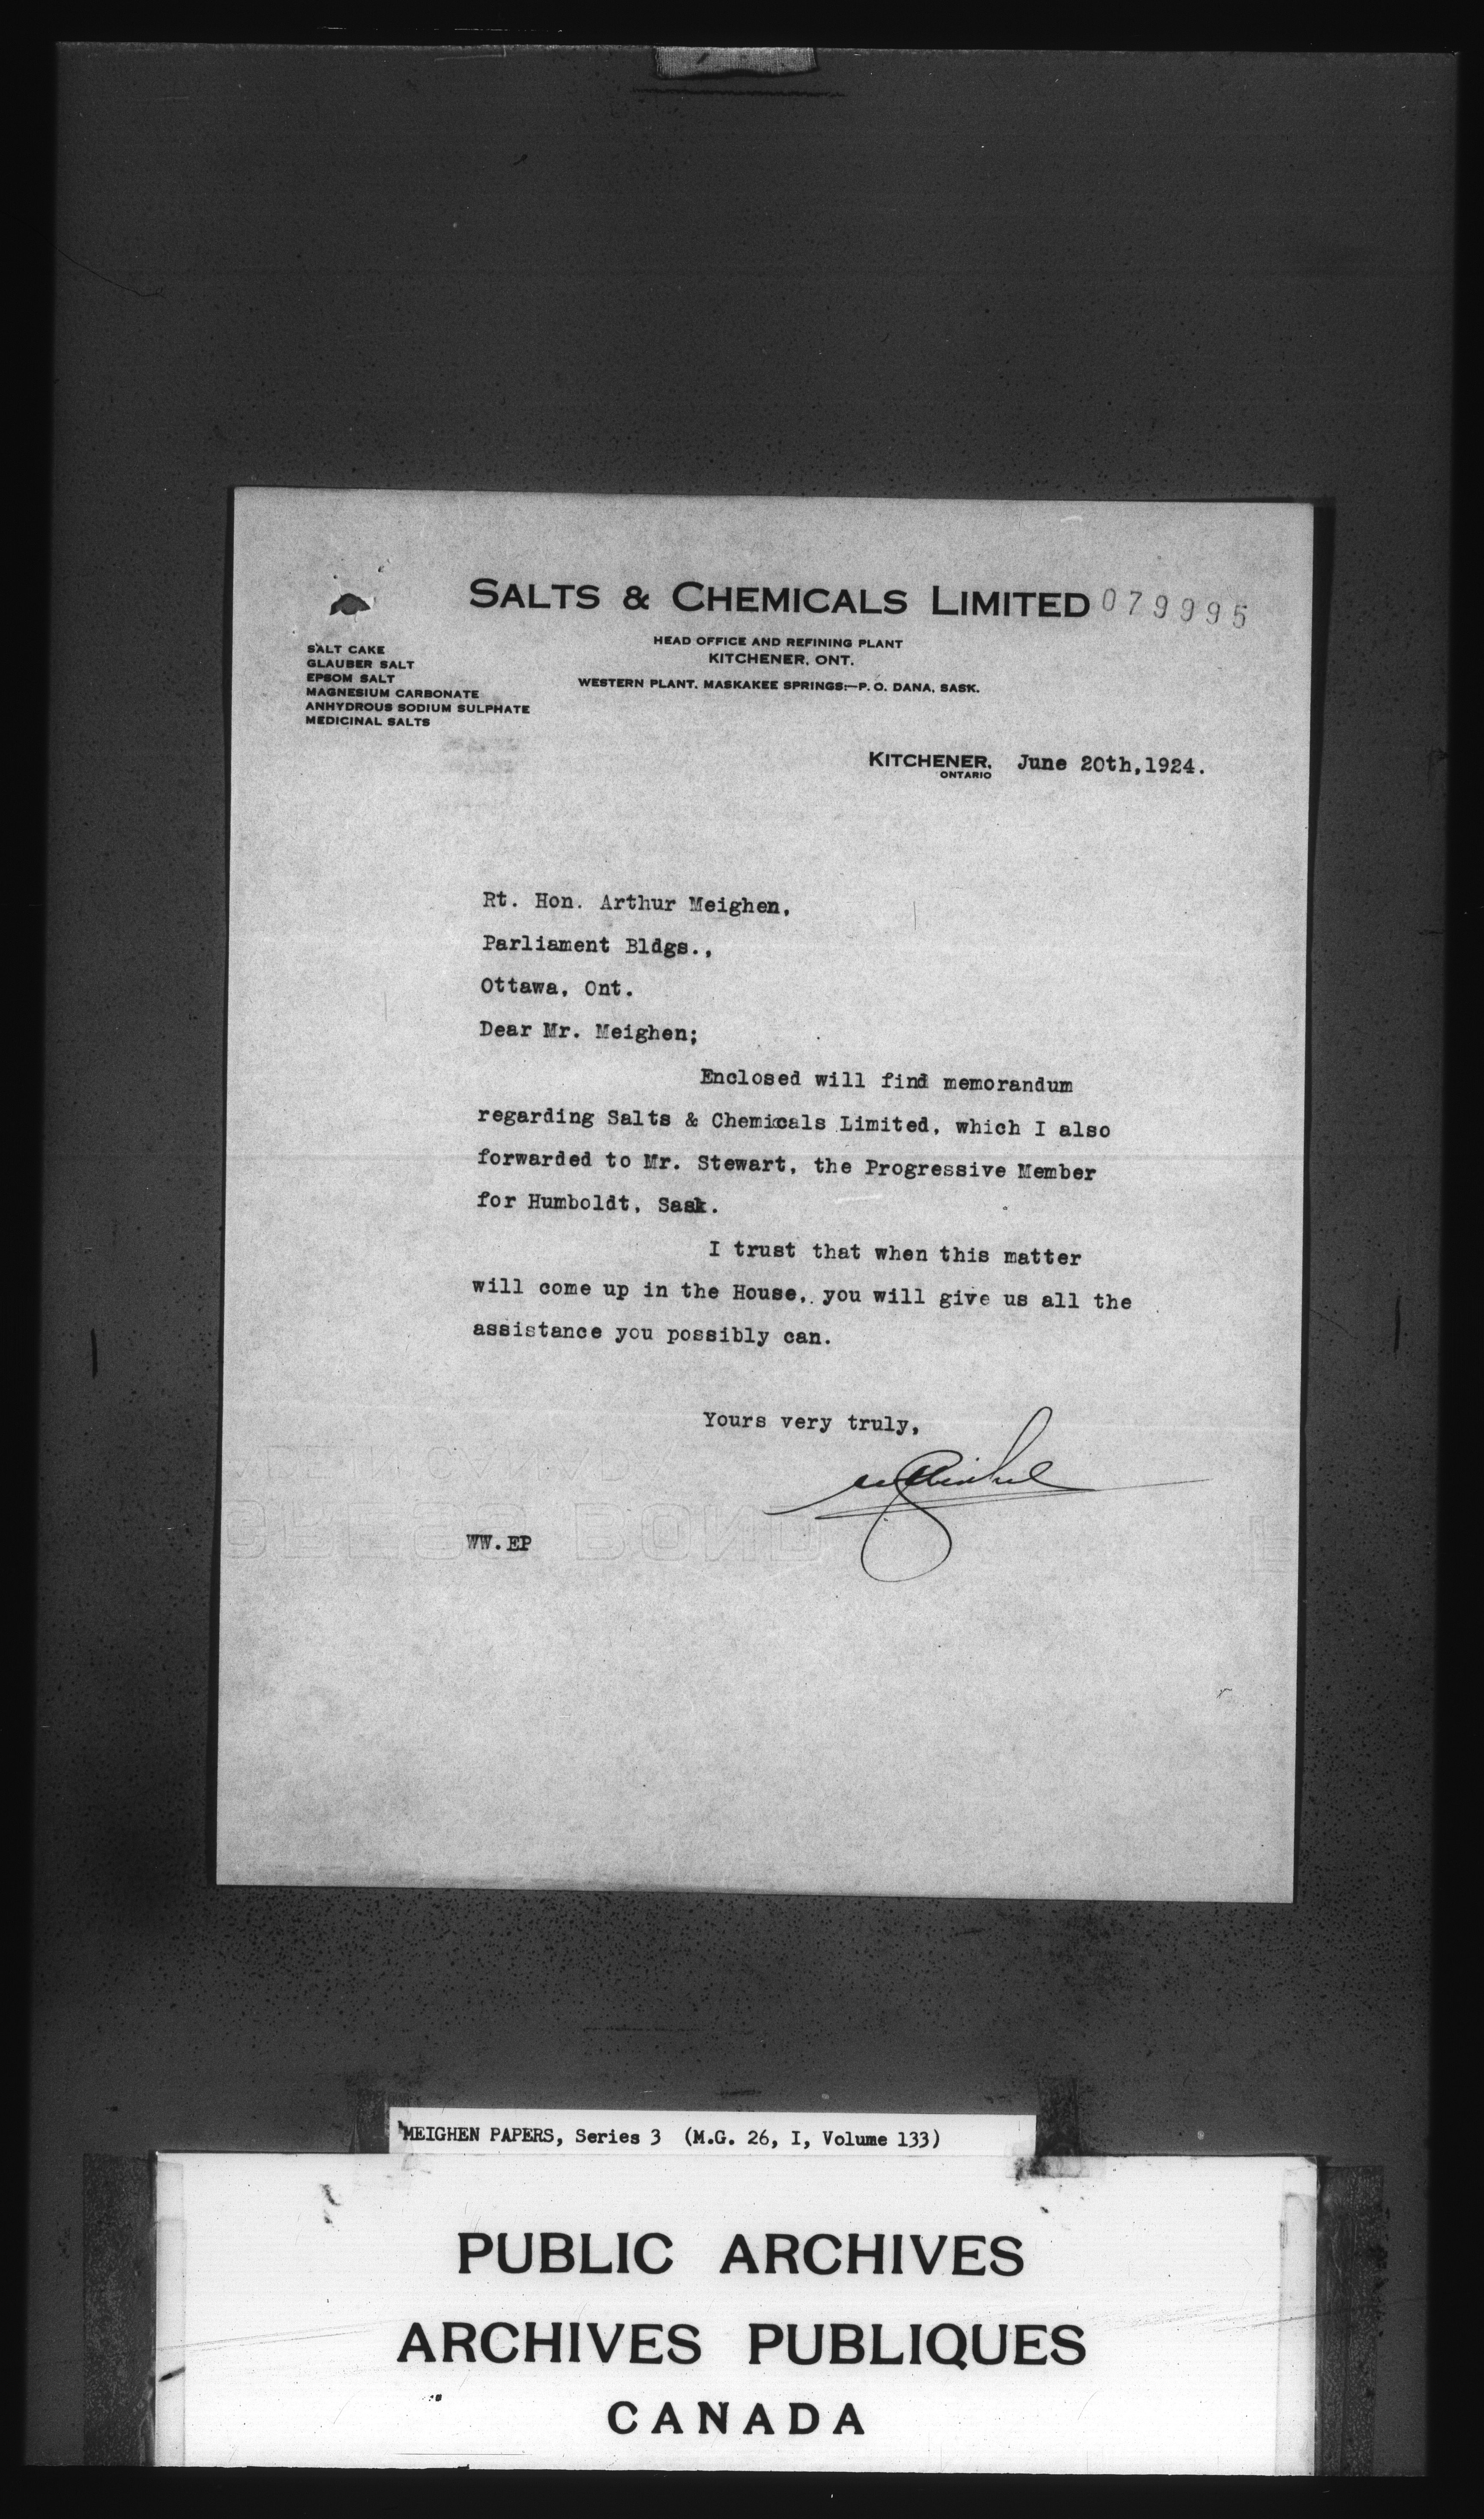 SALTS & CHEMICALS LIMITED 079995
HEAD OFFICE AND REFINING PLANT
KITCHENER, ONT.
WESTERN PLANT, MASKAKEE SPRINGS:—P. O. DANA, SASK.
SALT CAKE
GLAUBER SALT
EPSOM SALT
MAGNESIUM CARBONATE
ANHYDROUS SODIUM SULPHATE
MEDICINAL SALTS
KITCHENER, June 20th,1924.
ONTARIO
Rt. Hon. Arthur Meighen,
Parliament Bldgs.,
Ottawa, Ont.
Dear Mr. Meighen;
Enclosed will find memorandum
regarding Salts & Chemicals Limited, which I also
forwarded to Mr. Stewart, the Progressive Member
for Humboldt, Sask.
I trust that when this matter
will come up in the House, you will give us all the
assistance you possibly can.
Yours very truly,
WW.EP
MEIGHEN PAPERS, Series 3 (M.G. 26, I, Volume 133)
PUBLIC ARCHIVES
ARCHIVES PUBLIQUES
CANADA